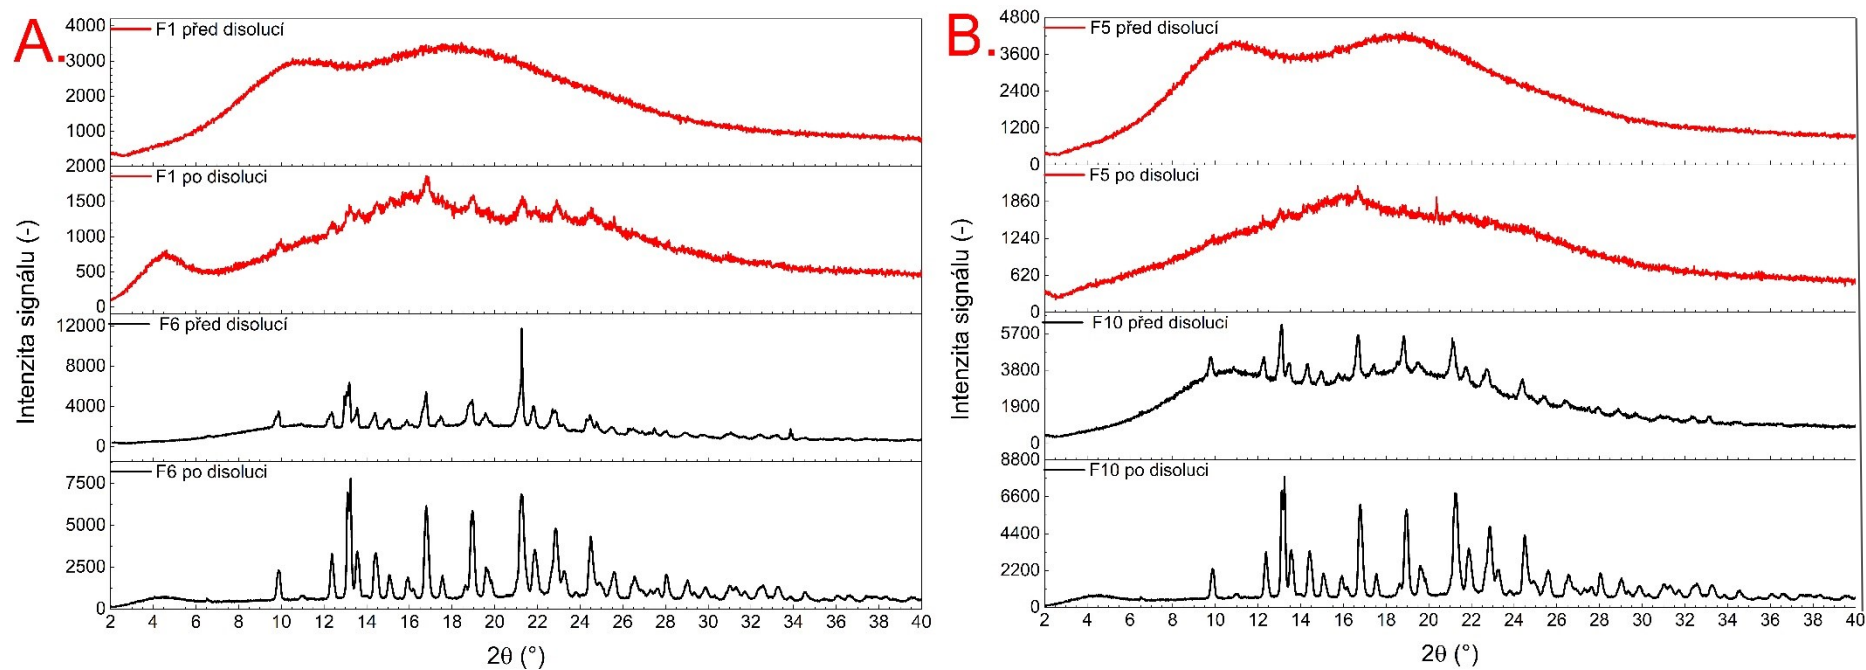 A.
Intenzita signálu (-)
F1 před disolucí
4000
3000
2000
1000
2000
F1 po disoluci
1500
1000
500
0
F6 před disolucí
12000
8000
4000
0
F6 po disoluci
7500
5000
2500
0
2 4 6 8 10 12 14 16 18 20 22 24 26 28 30 32 34 36 38 40
2θ (°)
B.
Intenzita signálu (-)
4800
F5 před disolucí
3600
2400
1200
0
F5 po disoluci
1860
1240
620
0
F10 před disolucí
5700
3800
1900
0
8800
F10 po disoluci
6600
4400
2200
0
2 4 6 8 10 12 14 16 18 20 22 24 26 28 30 32 34 36 38 40
2θ (°)